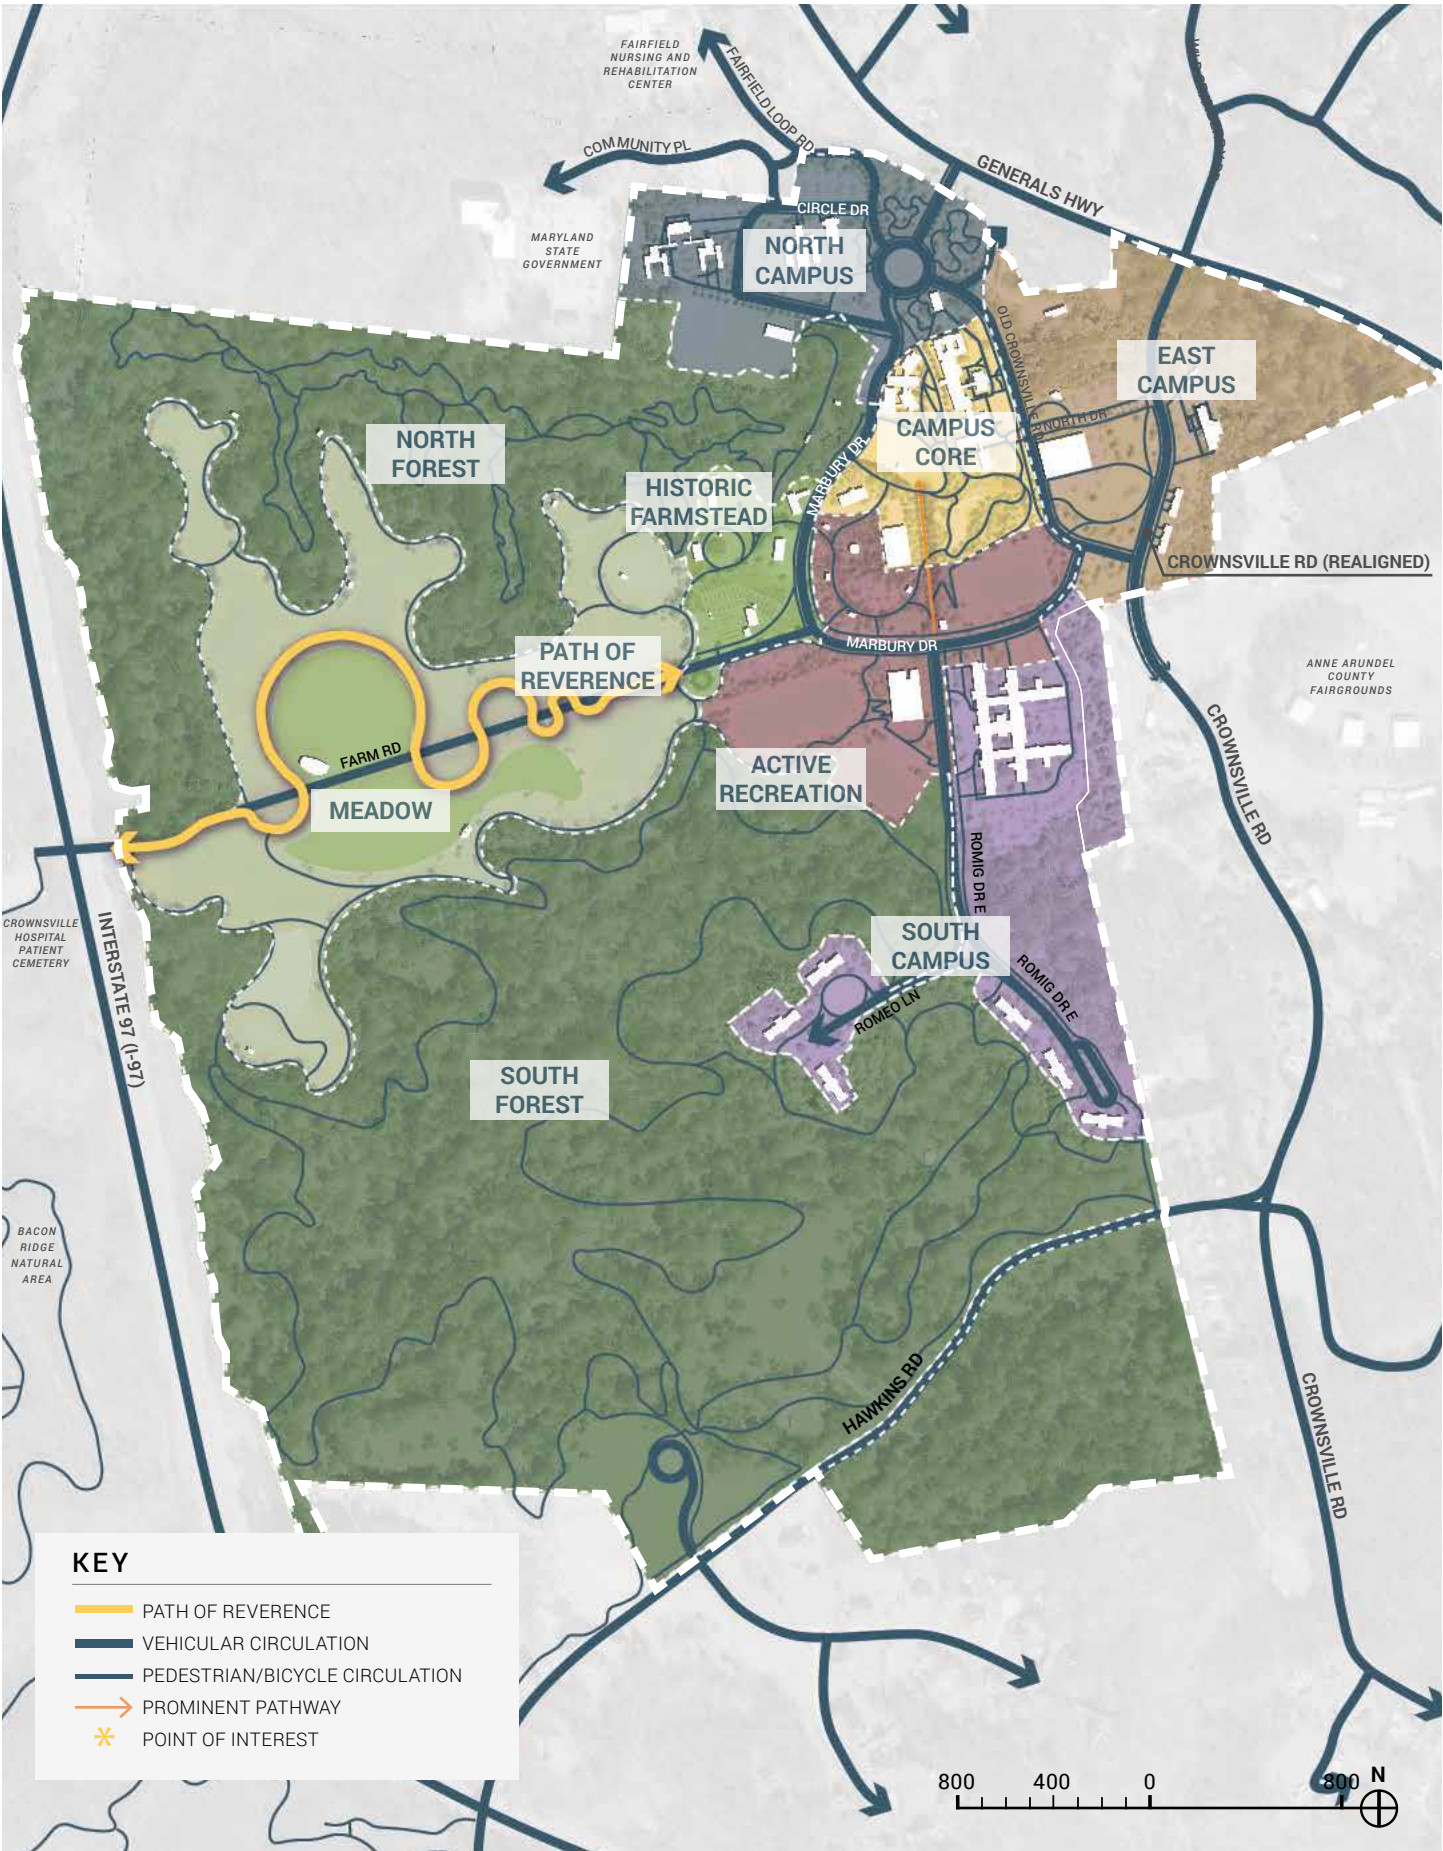 FAIRFIELD
NURSING AND
REHABILITATION
CENTER
FAIRFIELD LOOP RD
COMMUNITY PL
GENERALS HWY
CIRCLE DR
MARYLAND
STATE
GOVERNMENT
NORTH
CAMPUS
OLD CROWNSVILLE RD
EAST
CAMPUS
NORTH DR
CAMPUS
CORE
NORTH
FOREST
MARBURY DR
HISTORIC
FARMSTEAD
CROWNSVILLE RD (REALIGNED)
MARBURY DR
PATH OF
REVERENCE
ANNE ARUNDEL
COUNTY
FAIRGROUNDS
CROWNSVILLE RD
FARM RD
ACTIVE
RECREATION
MEADOW
ROMIG DR E
CROWNSVILLE
HOSPITAL
PATIENT
CEMETERY
INTERSTATE 97 (I-97)
SOUTH
CAMPUS
ROMIG DR E
ROMEO LN
SOUTH
FOREST
BACON
RIDGE
NATURAL
AREA
HAWKINS RD
CROWNSVILLE RD
KEY
PATH OF REVERENCE
VEHICULAR CIRCULATION
PEDESTRIAN/BICYCLE CIRCULATION
PROMINENT PATHWAY
POINT OF INTEREST
800 400 0 800 N